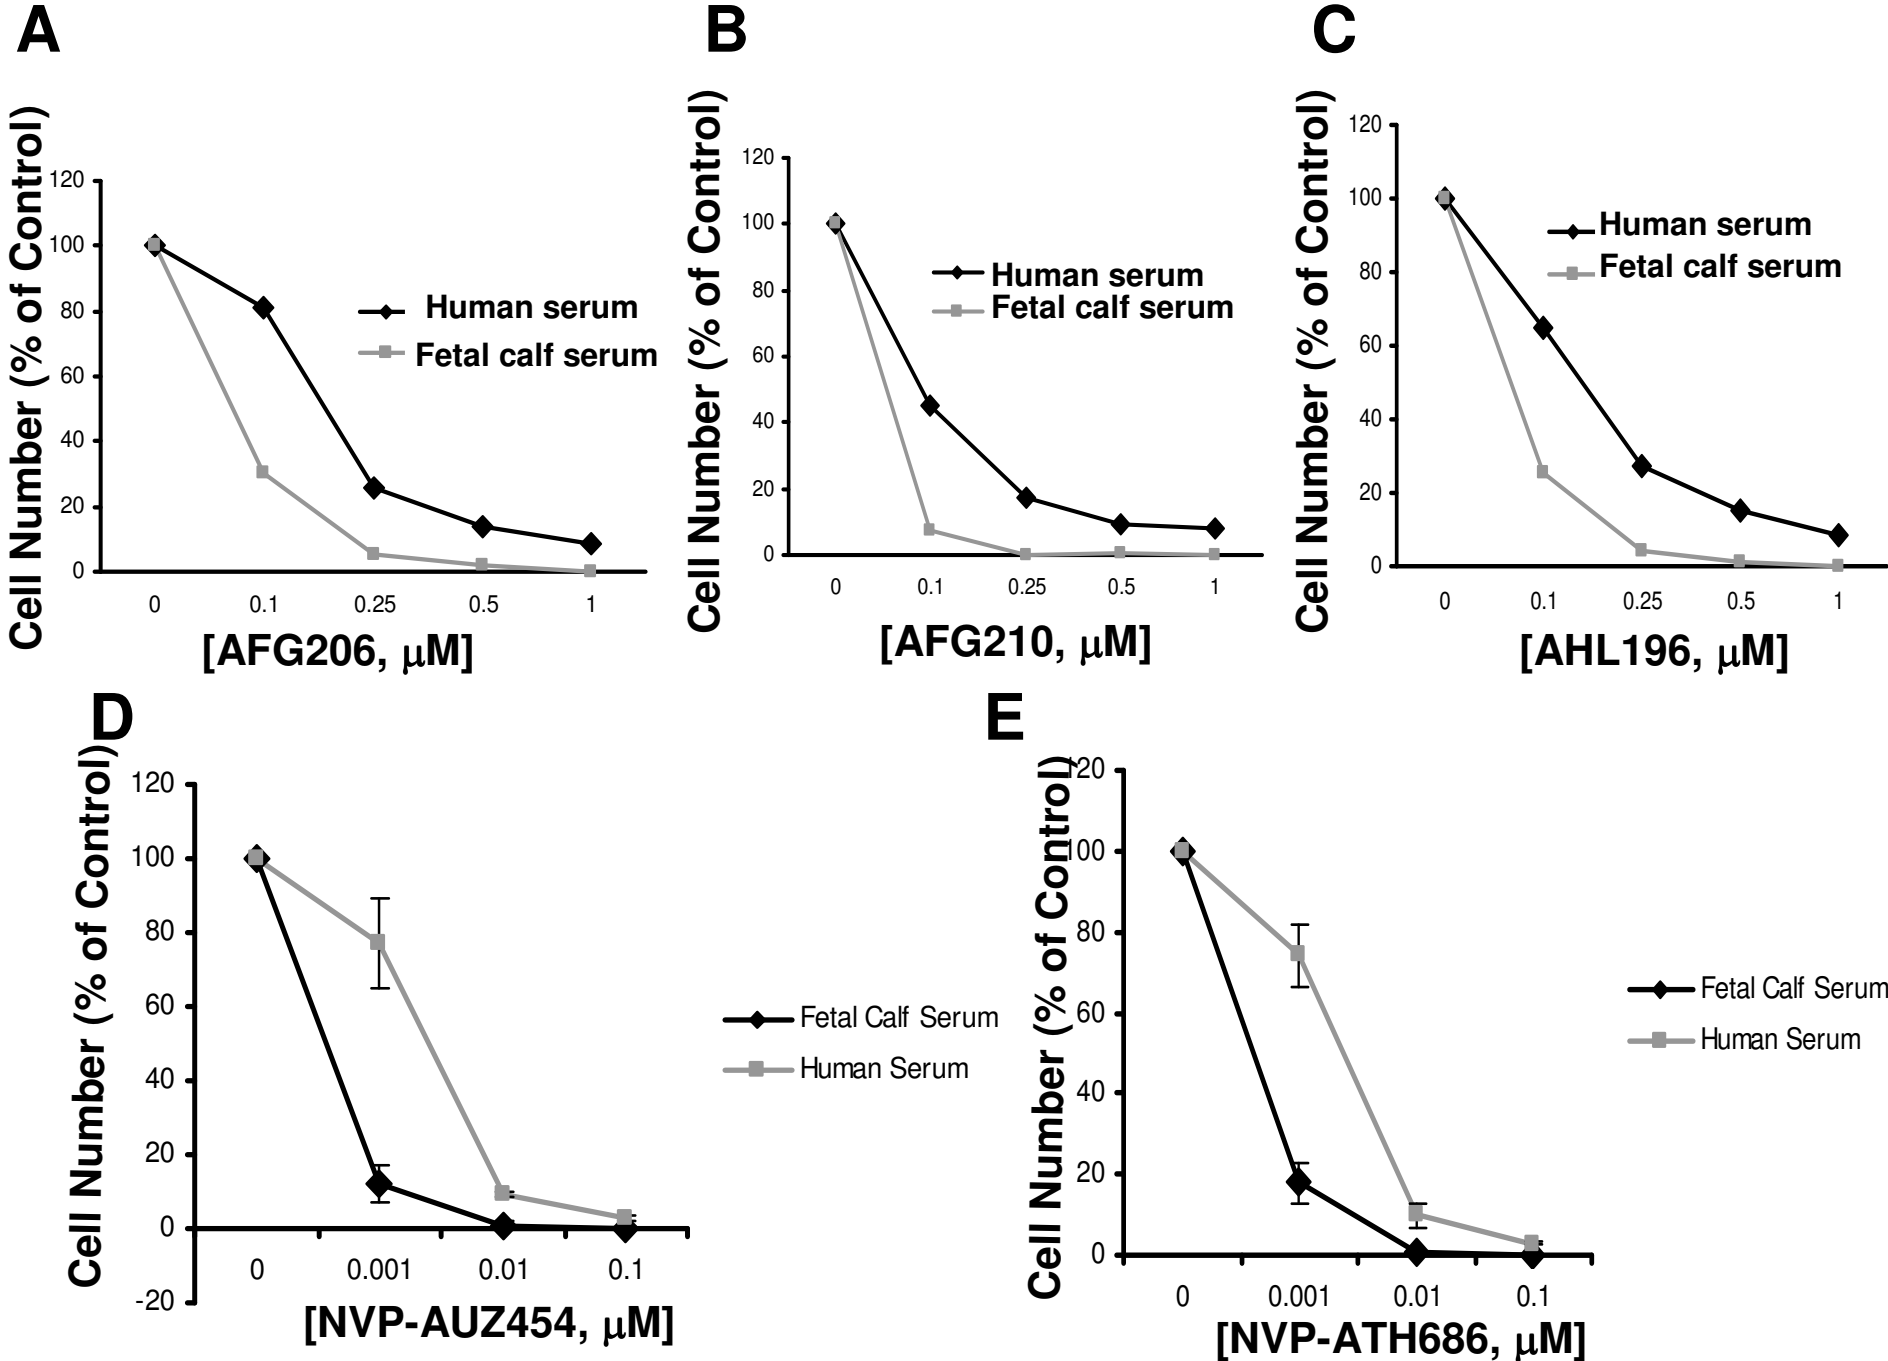 A
Cell Number (% of Control)
120
100
80
60
40
20
0
Human serum
Fetal calf serum
0 0.1 0.25 0.5 1
[AFG206, μM]
B
Cell Number (% of Control)
120
100
80
60
40
20
0
Human serum
Fetal calf serum
0 0.1 0.25 0.5 1
[AFG210, μM]
C
Cell Number (% of Control)
120
100
80
60
40
20
0
Human serum
Fetal calf serum
0 0.1 0.25 0.5 1
[AHL196, μM]
D
Cell Number (% of Control)
120
100
80
60
40
20
0
-20
Fetal Calf Serum
Human Serum
0 0.001 0.01 0.1
[NVP-AUZ454, μM]
E
Cell Number (% of Control)
120
100
80
60
40
20
0
Fetal Calf Serum
Human Serum
0 0.001 0.01 0.1
[NVP-ATH686, μM]